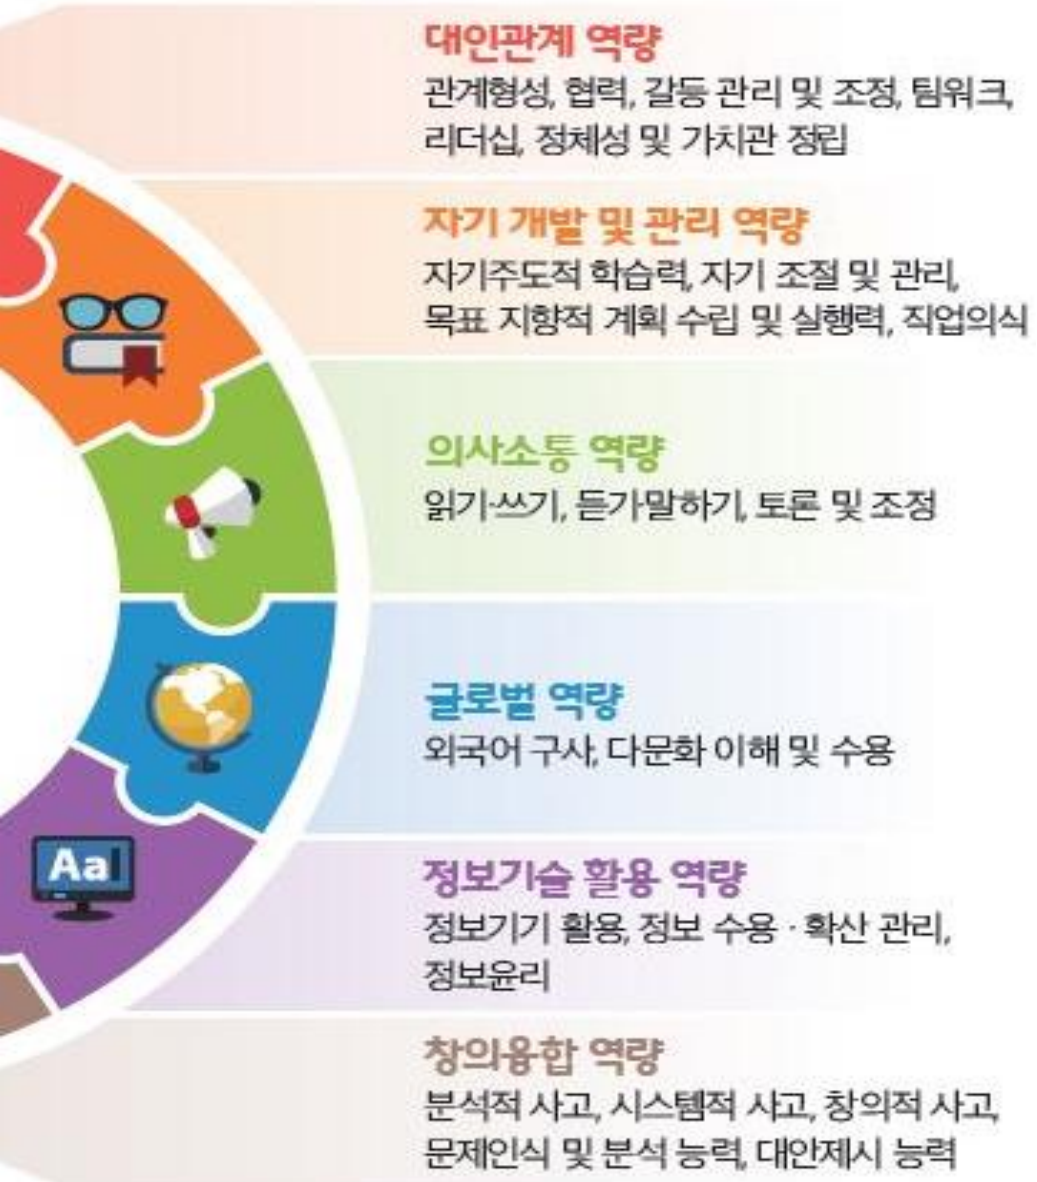 대인관계 역량
관계형성, 협력, 갈등 관리 및 조정, 팀워크,
리더십, 정체성 및 가치관 정립
자기 개발 및 관리 역량
자기주도적 학습력, 자기 조절 및 관리,
목표 지향적 계획 수립 및 실행력, 직업의식
의사소통 역량
읽기·쓰기, 듣기·말하기, 토론 및 조정
글로벌 역량
외국어 구사, 다문화 이해 및 수용
Aa
정보기술 활용 역량
정보기기 활용, 정보 수용 · 확산 관리,
정보윤리
창의융합 역량
분석적 사고, 시스템적 사고, 창의적 사고,
문제인식 및 분석 능력, 대안제시 능력